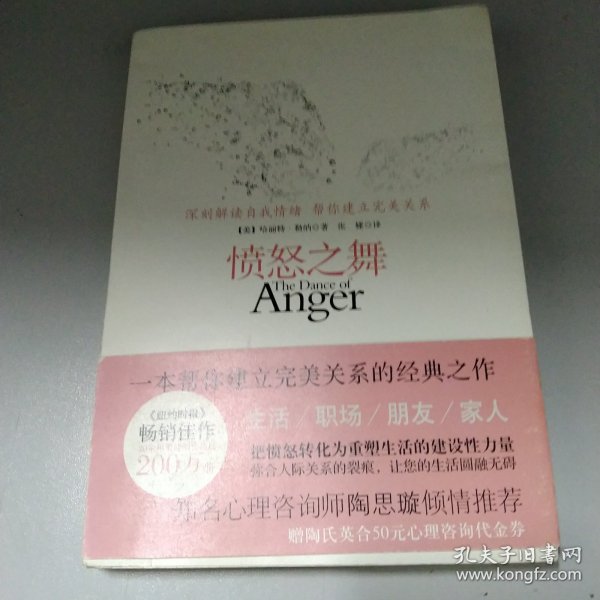 深刻解读自我情绪 帮你建立完美关系
【美】哈丽特·勒纳◎著 张 梿◎译
愤怒之舞
The Dance of
Anger
一本帮你建立完美关系的经典之作
《纽约时报》
畅销佳作
200万册
生活／职场／朋友／家人
把愤怒转化为重塑生活的建设性力量
弥合人际关系的裂痕，让您的生活圆融无碍
知名心理咨询师陶思璇倾情推荐
赠陶氏英合50元心理咨询代金券
孔夫子旧书网
www.kongfz.com